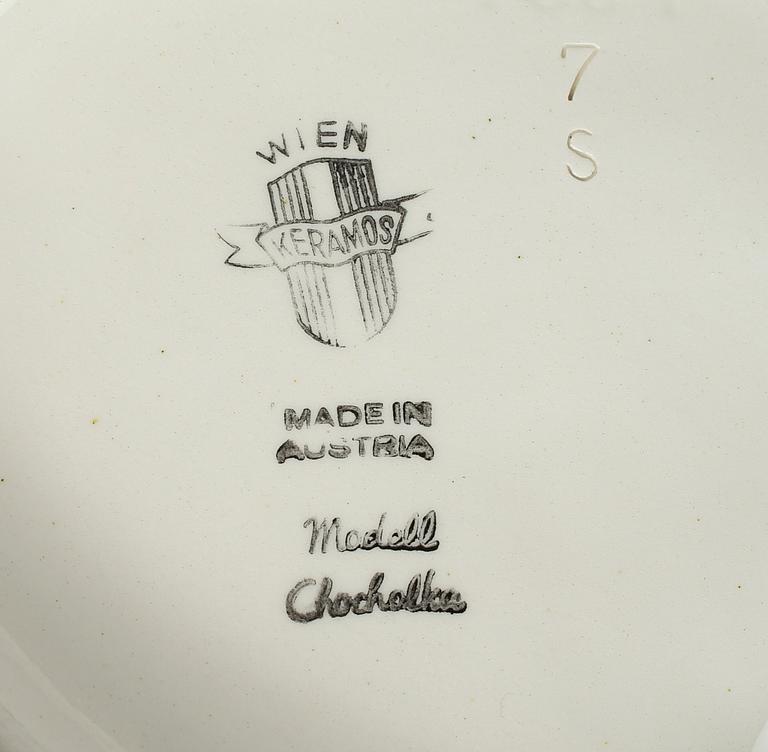 7
S
WIEN
KERAMOS
MADE IN
AUSTRIA
Modell
Chocholka